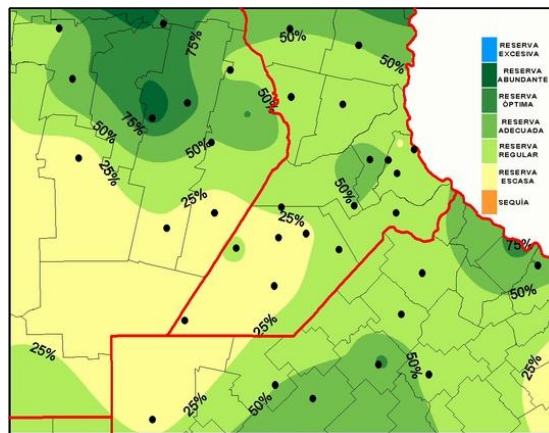 75%
50%
50%
50%
75%
50%
50%
25%
25%
50%
25%
75%
50%
25%
25%
50%
50%
25%
25%
RESERVA
EXCESIVA
RESERVA
ABUNDANTE
RESERVA
ÓPTIMA
RESERVA
ADECUADA
RESERVA
REGULAR
RESERVA
ESCASA
SEQUÍA